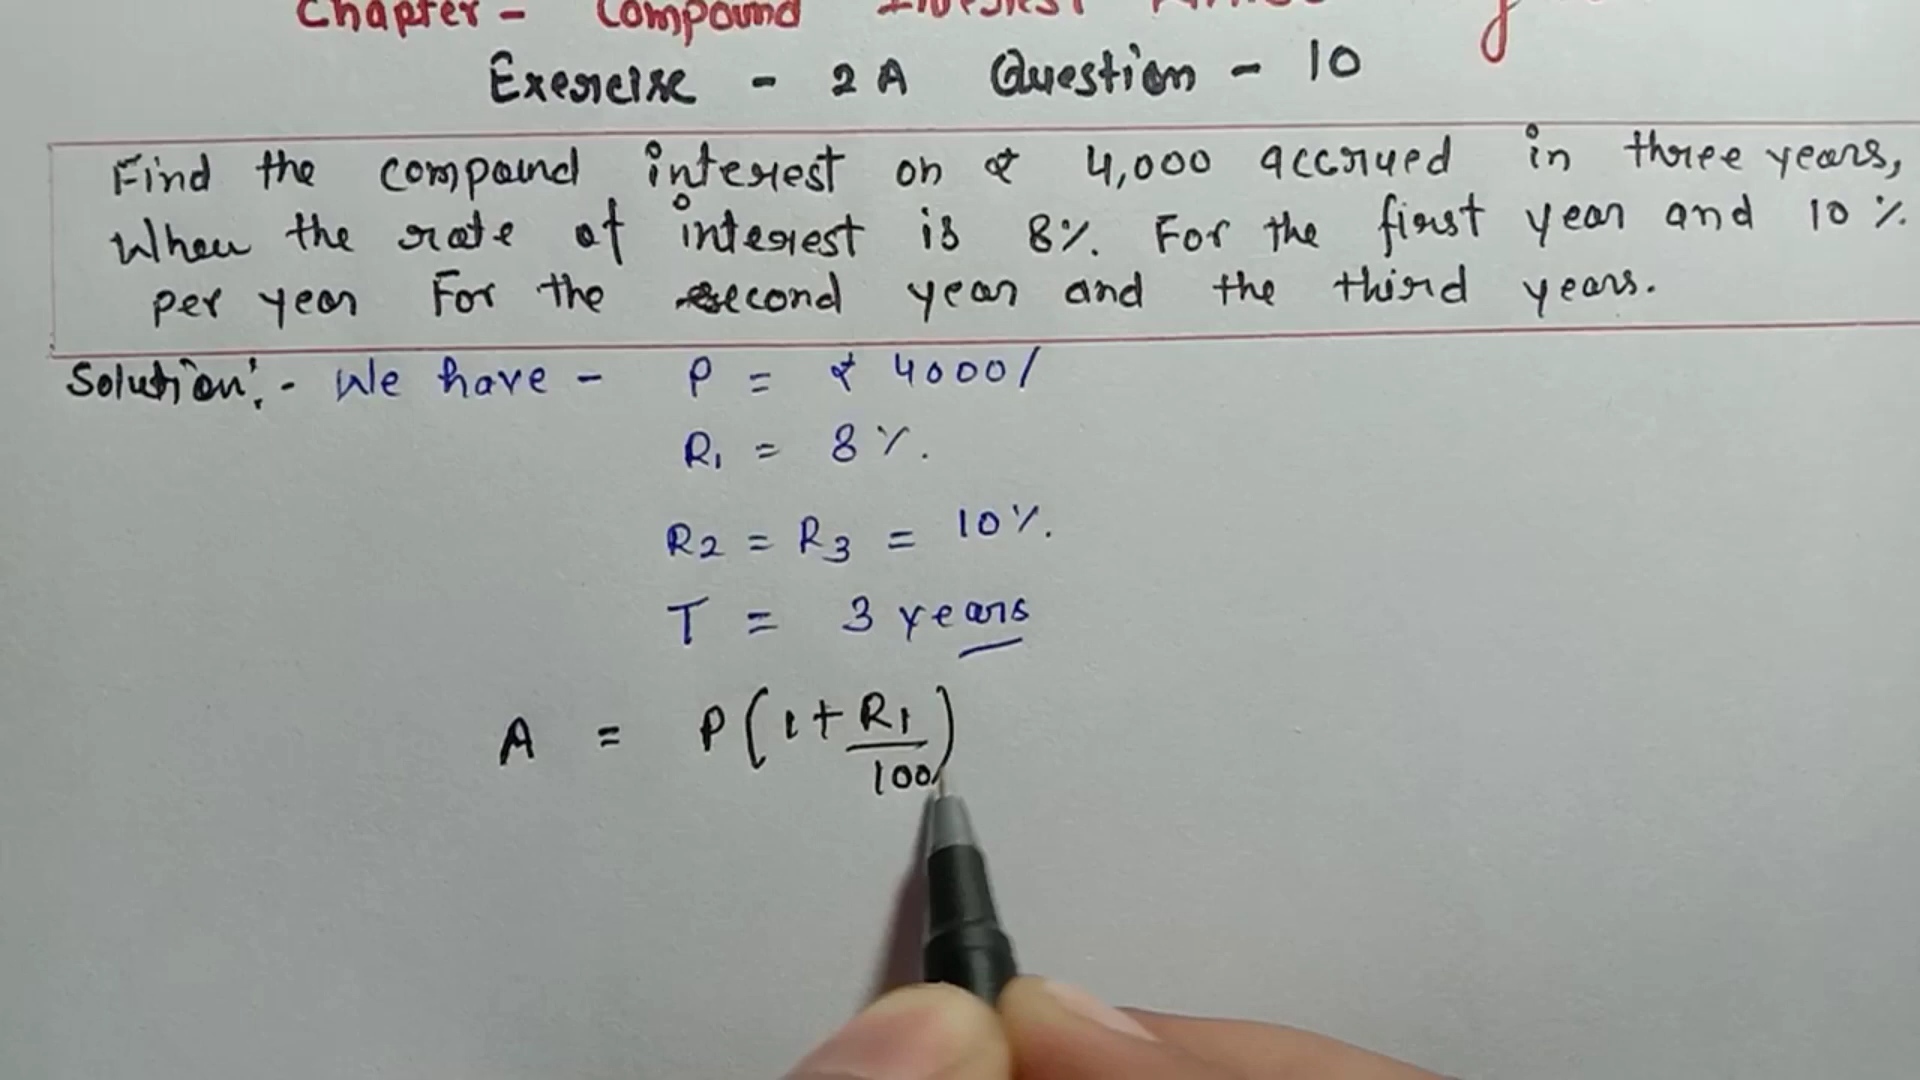 Chapter - Compound Interest
Exercise - 2A Question - 10
Find the compound interest on ₹ 4,000 accrued in three years,
When the rate of interest is 8%. For the first year and 10%
per year For the second year and the third years.
Solution:- We have - P = ₹ 4000/
R₁ = 8%.
R₂ = R₃ = 10%.
T = 3 years
A = P(1+R₁/100)